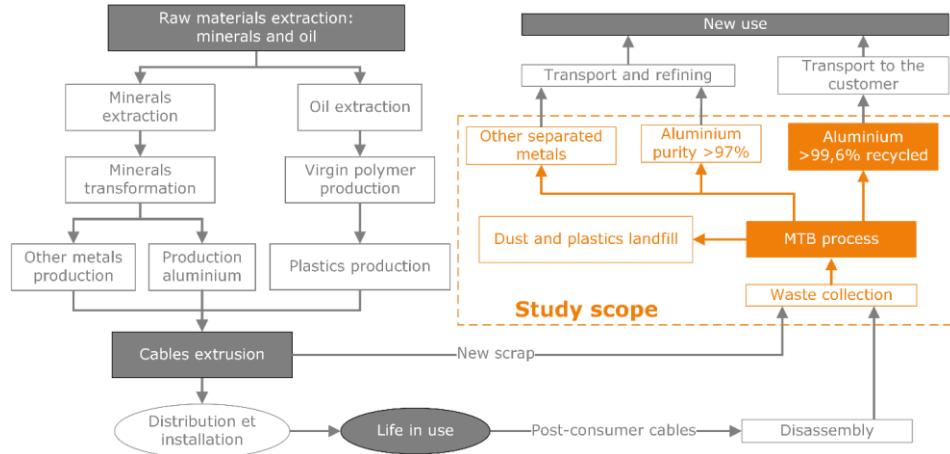 Raw materials extraction:
minerals and oil
New use
Transport and refining
Transport to the
customer
Minerals
extraction
Oil extraction
Other separated
metals
Aluminium
purity >97%
Aluminium
>99,6% recycled
Minerals
transformation
Virgin polymer
production
Dust and plastics landfill
MTB process
Other metals
production
Production
aluminium
Plastics production
Waste collection
Study scope
Cables extrusion
New scrap
Distribution et
installation
Life in use
Post-consumer cables
Disassembly